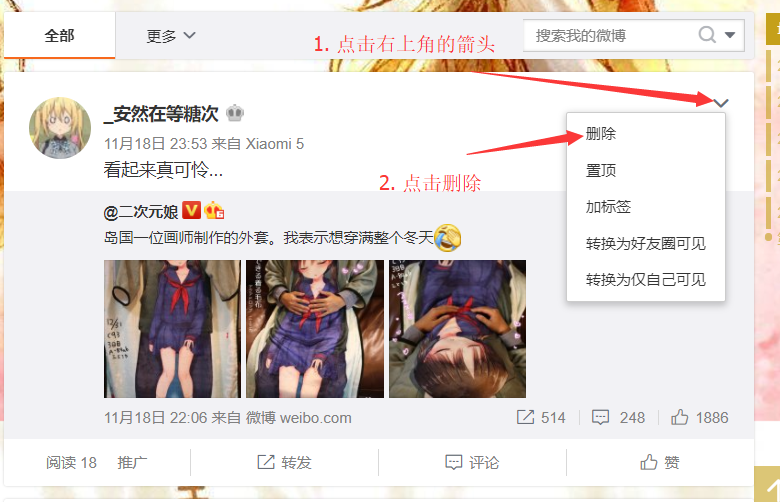 全部
更多
1. 点击右上角的箭头
搜索我的微博
_安然在等糖次
11月18日 23:53 来自 Xiaomi 5
看起来真可怜...
删除
置顶
加标签
转换为好友圈可见
转换为仅自己可见
2. 点击删除
@二次元娘 V
岛国一位画师制作的外套。我表示想穿满整个冬天
11月18日 22:06 来自 微博 weibo.com
514
248
1886
阅读 18
推广
转发
评论
赞